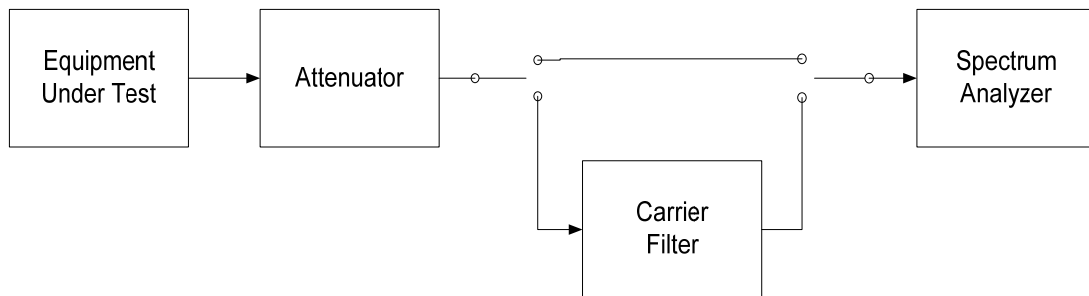 Equipment
Under Test
Attenuator
Spectrum
Analyzer
Carrier
Filter